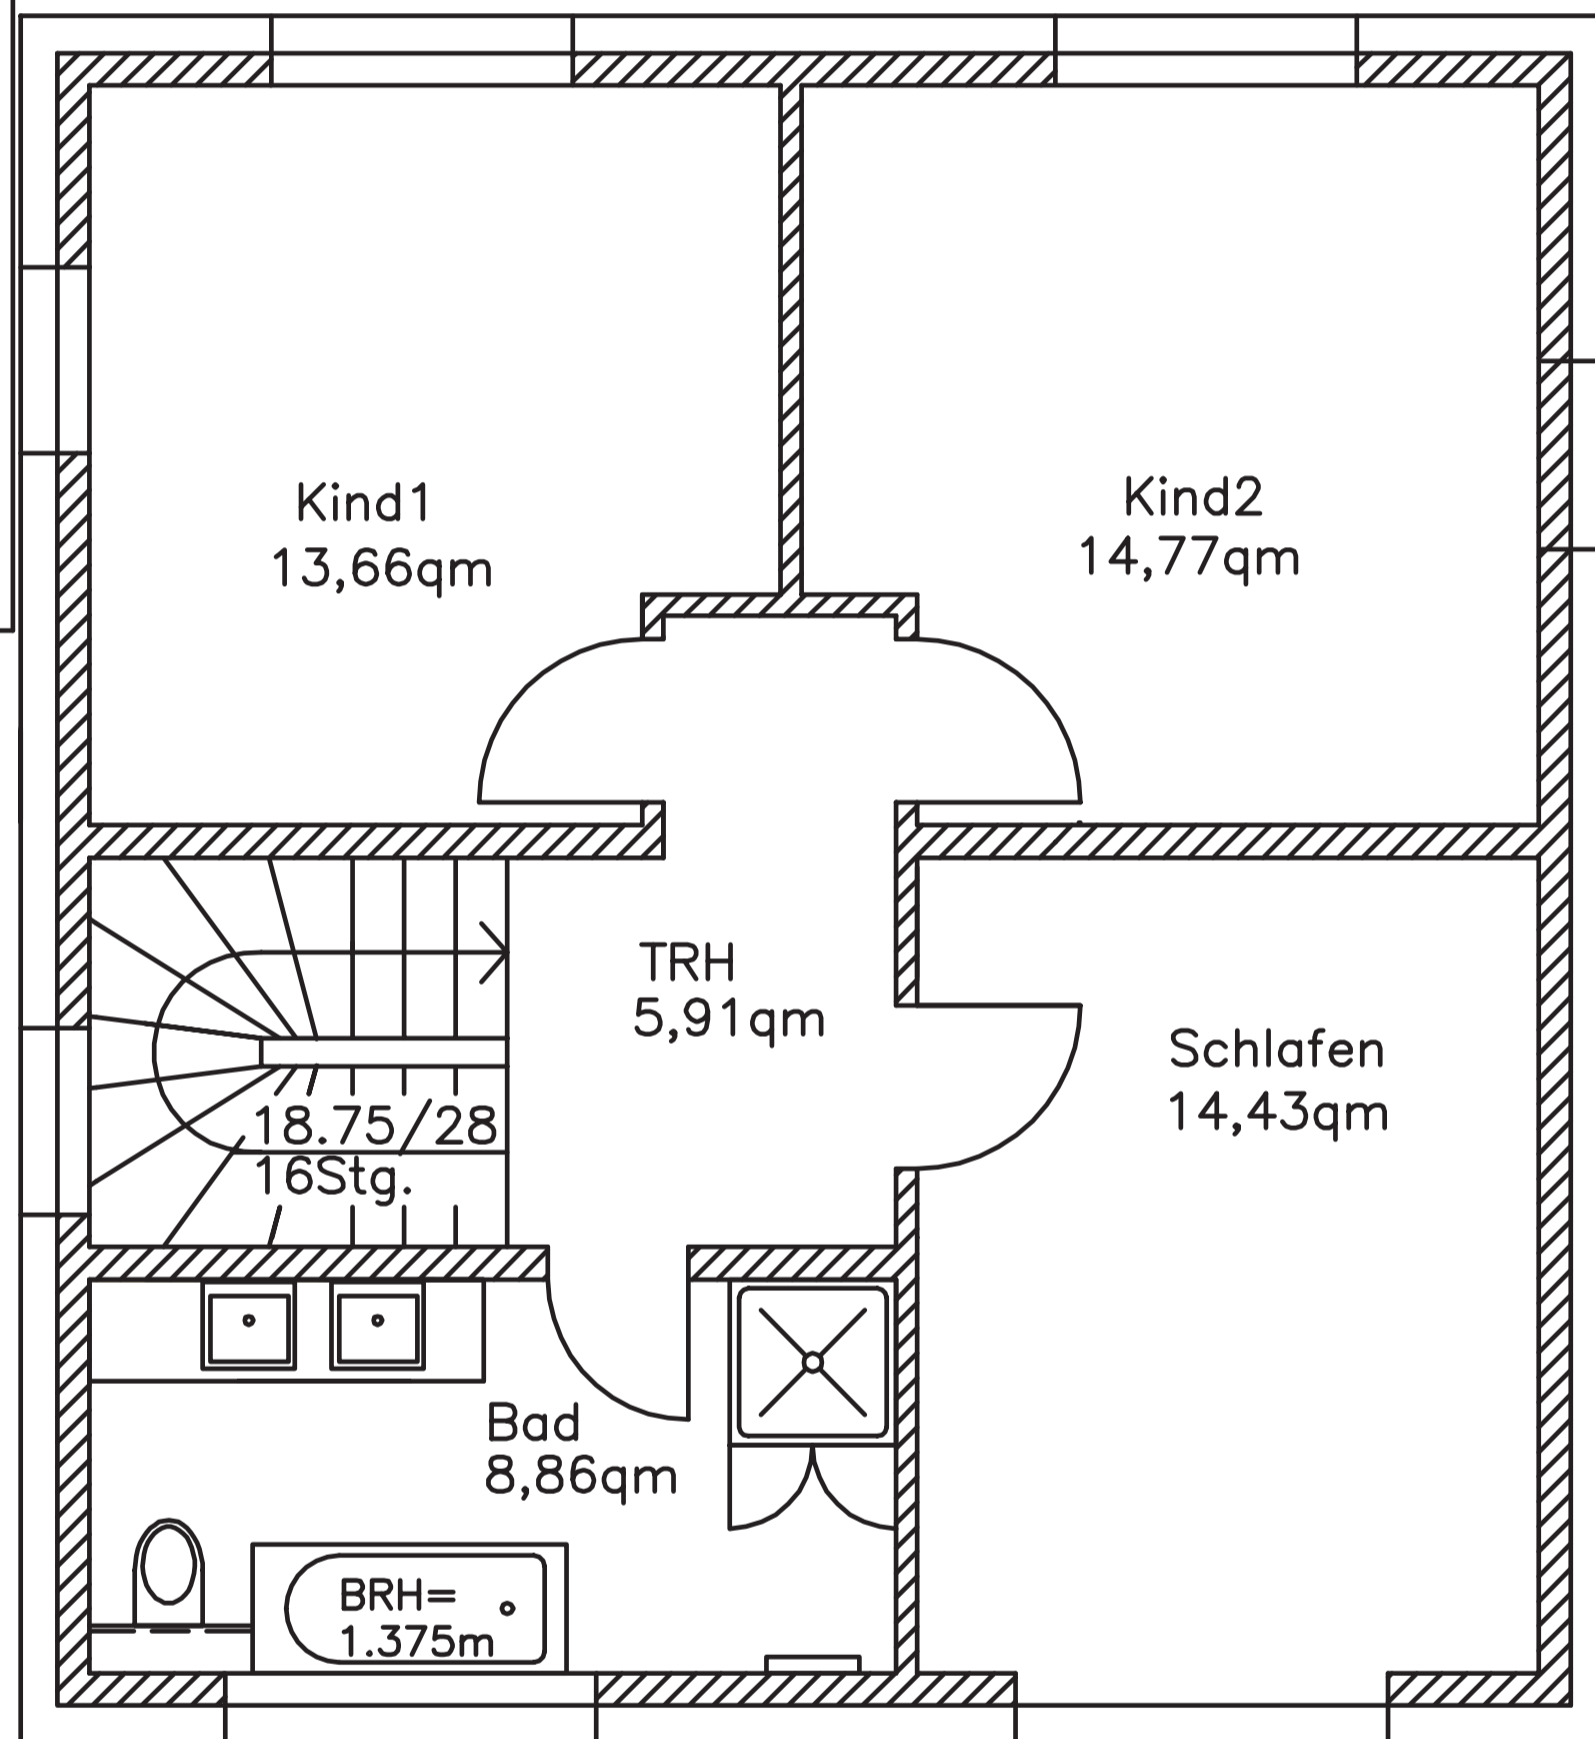 Kind1
13,66qm
Kind2
14,77qm
TRH
5,91qm
Schlafen
14,43qm
18.75/28
16Stg.
Bad
8,86qm
BRH=
1.375m